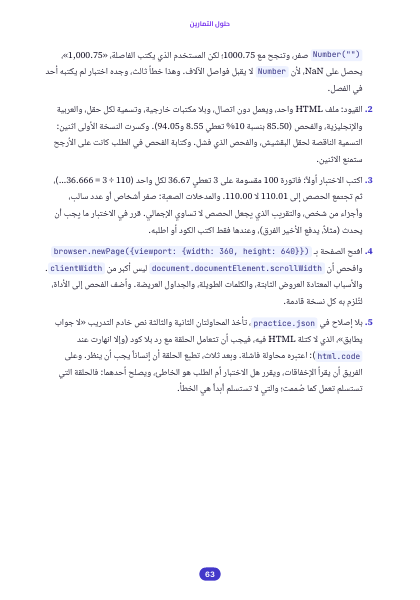 حلول التمارين
Number("") صفر، وتنجح مع 1000.75؛ لكن المستخدم الذي يكتب الفاصلة، «1,000.75»،
يحصل على NaN، لأن Number لا يقبل فواصل الآلاف. وهذا خطأ ثالث، وجده اختبار لم يكتبه أحد
في الفصل.
2. القيود: ملف HTML واحد، ويعمل دون اتصال، وبلا مكتبات خارجية، وتسمية لكل حقل، والعربية
والإنجليزية، والفحص (85.50 بنسبة 10% تعطي 8.55 و94.05). وكسرت النسخة الأولى اثنين:
التسمية الناقصة لحقل البقشيش، والفحص الذي فشل. وكتابة الفحص في الطلب كانت على الأرجح
ستمنع الاثنين.
3. اكتب الاختبار أولاً: فاتورة 100 مقسومة على 3 تعطي 36.67 لكل واحد (110 ÷ 3 = 36.666…)،
ثم تجتمع الحصص إلى 110.01 لا 110.00. والمدخلات الصعبة: صفر أشخاص، أو عدد سالب،
وأجزاء من شخص، والتقريب الذي يجعل الحصص لا تساوي الإجمالي. قرر في الاختبار ما يجب أن
يحدث (مثلاً، يدفع الأخير الفرق)، وعندها فقط اكتب الكود أو اطلبه.
4. افتح الصفحة بـ browser.newPage({viewport: {width: 360, height: 640}})
وافحص أن document.documentElement.scrollWidth ليس أكبر من clientWidth .
والأسباب المعتادة العروض الثابتة، والكلمات الطويلة، والجداول العريضة. وأضف الفحص إلى الأداة،
لتُلزم به كل نسخة قادمة.
5. بلا إصلاح في practice.json ، تأخذ المحاولتان الثانية والثالثة نص خادم التدريب «لا جواب
يطابق»، الذي لا كتلة HTML فيه، فيجب أن تتعامل الحلقة مع رد بلا كود (وإلا انهارت عند
html.code ): اعتبره محاولة فاشلة. وبعد ثلاث، تطبع الحلقة أن إنساناً يجب أن ينظر. وعلى
الفريق أن يقرأ الإخفاقات، ويقرر هل الاختبار أم الطلب هو الخاطئ، ويصلح أحدهما: فالحلقة التي
تستسلم تعمل كما صُممت؛ والتي لا تستسلم أبداً هي الخطأ.
63